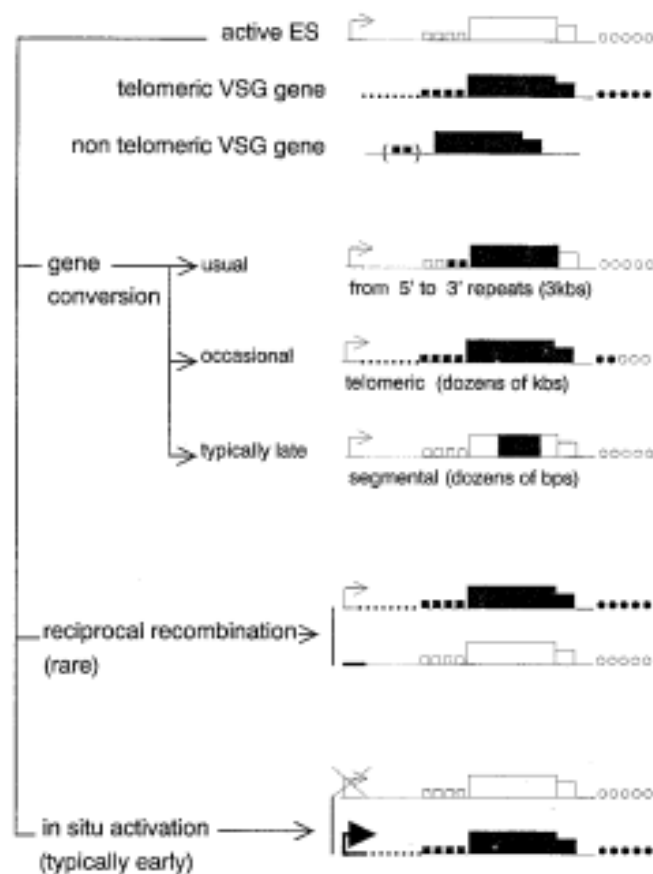 active ES
telomeric VSG gene
non telomeric VSG gene
gene
conversion
usual
from 5' to 3' repeats (3kbs)
occasional
telomeric (dozens of kbs)
typically late
segmental (dozens of bps)
reciprocal recombination
(rare)
in situ activation
(typically early)